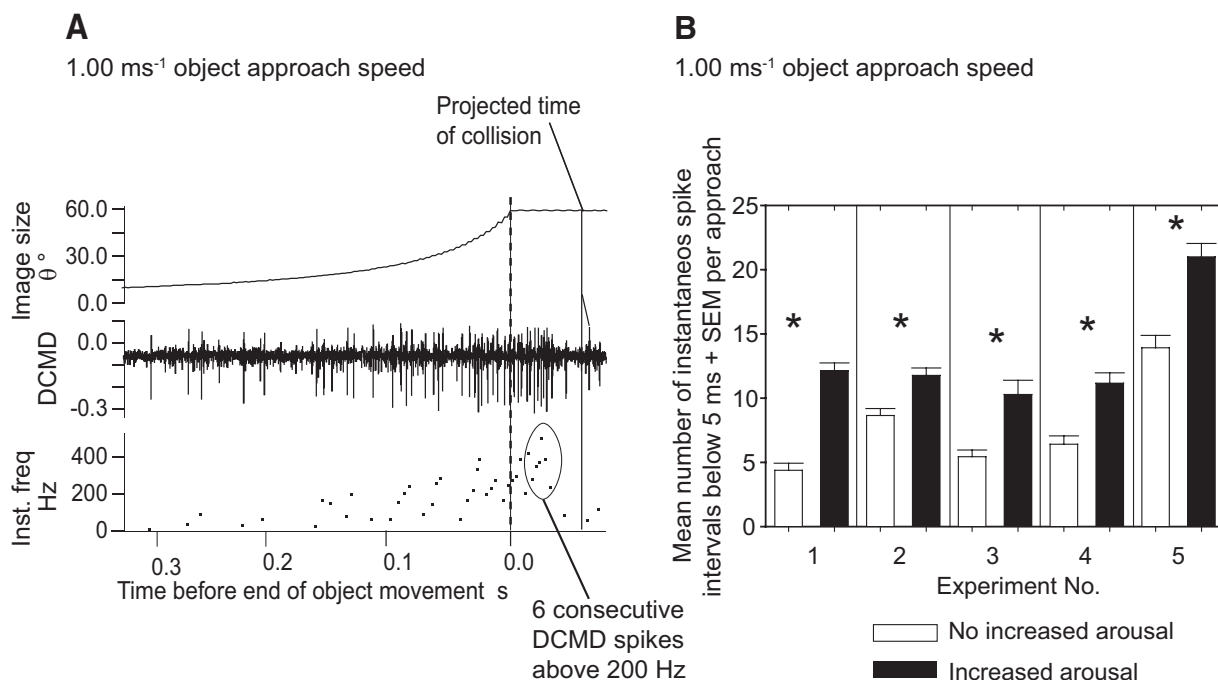 A
1.00 ms-1 object approach speed
Projected time
of collision
Image size
θ°
60.0
30.0
0.0
DCMD
0.0
-0.3
Inst. freq
Hz
400
200
0
0.3
0.2
0.1
0.0
Time before end of object movement s
6 consecutive
DCMD spikes
above 200 Hz
B
1.00 ms-1 object approach speed
Mean number of instantaneos spike
intervals below 5 ms + SEM per approach
25
20
15
10
5
0
*
*
*
*
*
1 2 3 4 5
Experiment No.
No increased arousal
Increased arousal